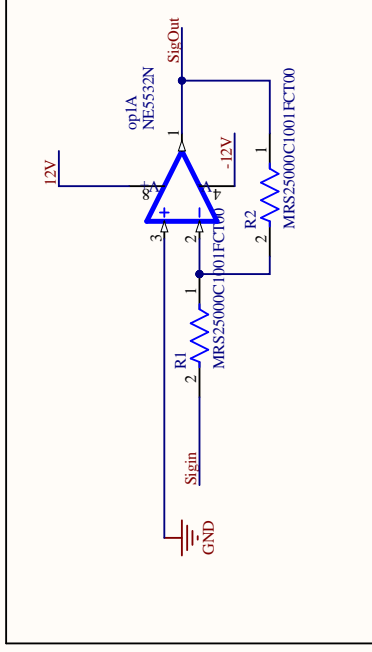 12V
op1A
NE5532N
SigOut
8
1
3
+
2
−
4
-12V
R1
2
1
MRS25000C1001FCT00
Sigin
GND
R2
2
1
MRS25000C1001FCT00